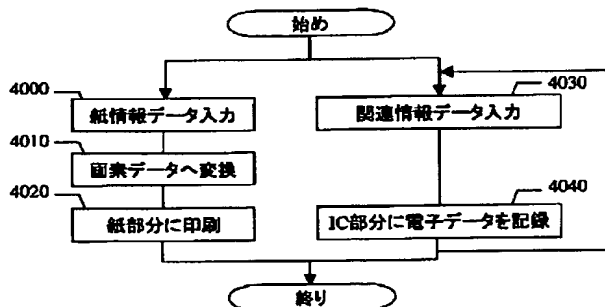 始め
4000
紙情報データ入力
4010
画素データへ変換
4020
紙部分に印刷
4030
関連情報データ入力
4040
IC部分に電子データを記録
終り